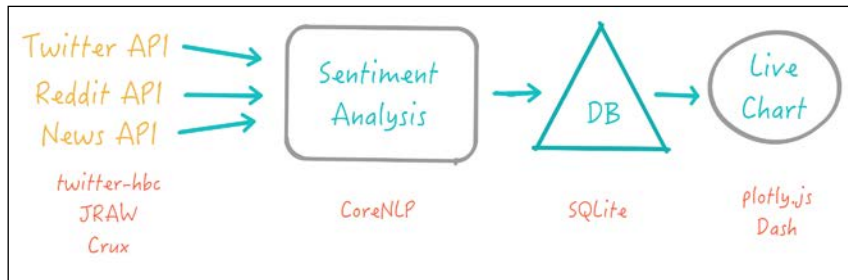 Twitter API
Reddit API
News API
twitter-hbc
JRAW
Crux
Sentiment
Analysis
CoreNLP
DB
SQLite
Live
Chart
plotly.js
Dash